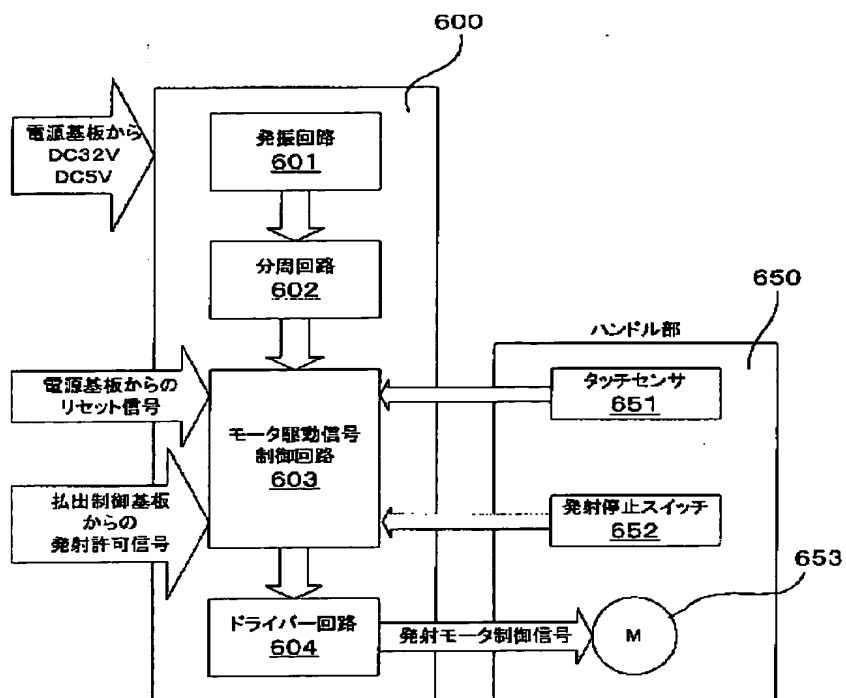 600
電源基板から
DC32V
DC5V
発振回路
601
分周回路
602
650
ハンドル部
電源基板からの
リセット信号
タッチセンサ
651
モータ駆動信号
制御回路
603
払出制御基板
からの
発射許可信号
発射停止スイッチ
652
653
ドライバー回路
604
発射モータ制御信号
M